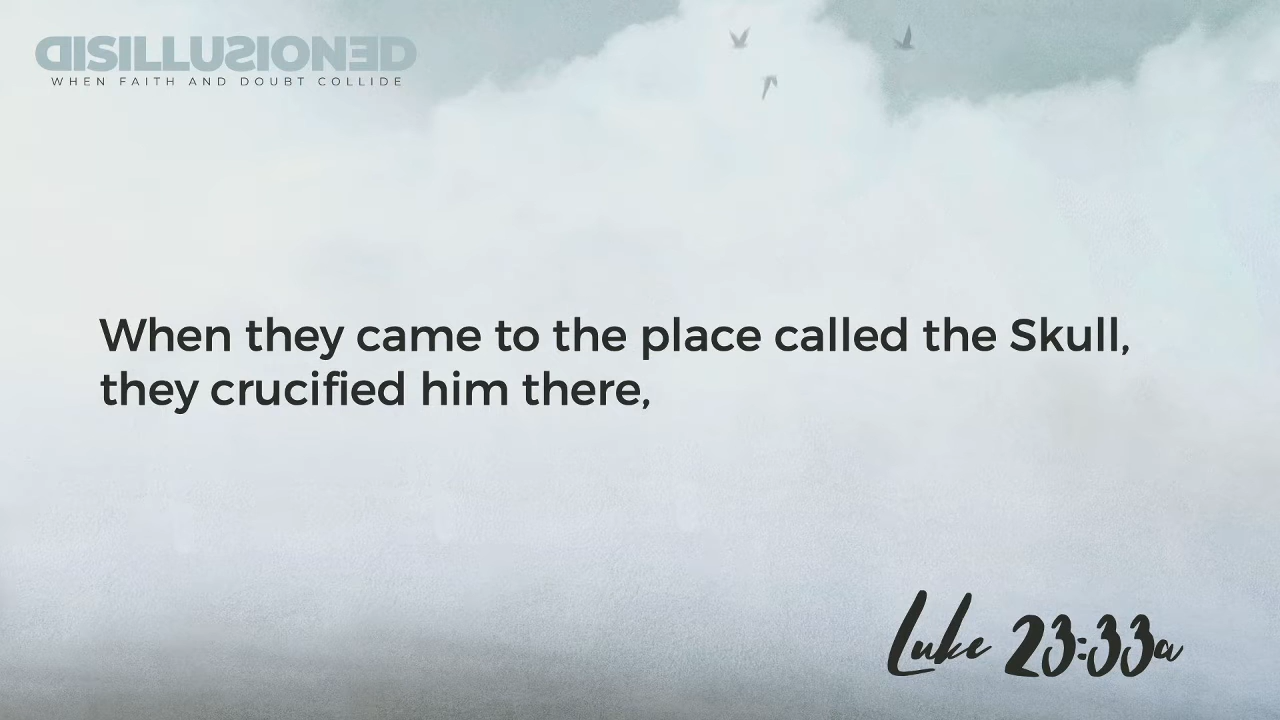 DISILLUSIONED
WHEN FAITH AND DOUBT COLLIDE
When they came to the place called the Skull,
they crucified him there,
Luke 23:33a